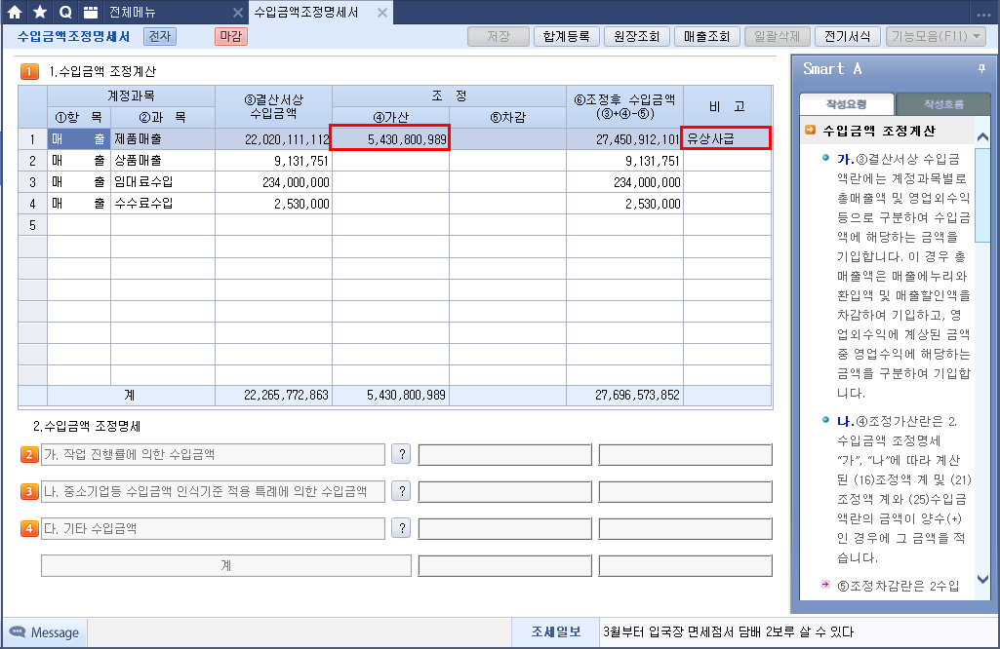 전체메뉴
수입금액조정명세서
수입금액조정명세서 전자 마감 저장 합계등록 원장조회 매출조회 일괄삭제 전기서식 기능모음(F11)
1 1.수입금액 조정계산
계정과목 ③결산서상 수입금액 조 정 ⑥조정후 수입금액 (③+④-⑤) 비 고
①항 목 ②과 목 ④가산 ⑤차감
1 매 출 제품매출 22,020,111,112 5,430,800,989 27,450,912,101 유상사급
2 매 출 상품매출 9,131,751 9,131,751
3 매 출 임대료수입 234,000,000 234,000,000
4 매 출 수수료수입 2,530,000 2,530,000
5
계 22,265,772,863 5,430,800,989 27,696,573,852
2.수입금액 조정명세
2 가. 작업 진행률에 의한 수입금액 ?
3 나. 중소기업등 수입금액 인식기준 적용 특례에 의한 수입금액 ?
4 다. 기타 수입금액 ?
계
Smart A
작성요령 작성흐름
수입금액 조정계산
가.③결산서상 수입금
액란에는 계정과목별로
총매출액 및 영업외수익
등으로 구분하여 수입금
액에 해당하는 금액을
기입합니다. 이 경우 총
매출액은 매출에누리와
환입액 및 매출할인액을
차감하여 기입하고, 영
업외수익에 계상된 금액
중 영업수익에 해당하는
금액을 구분하여 기입합
니다.
나.④조정가산란은 2.
수입금액 조정명세
“가”, “나”에 따라 계산
된 (16)조정액 계 및 (21)
조정액 계와 (25)수입금
액란의 금액이 양수(+)
인 경우에 그 금액을 적
습니다.
⑤조정차감란은 2수입
Message
조세일보 3월부터 입국장 면세점서 담배 2보루 살 수 있다